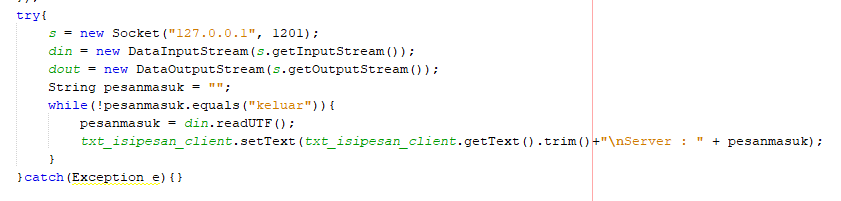 try{
s = new Socket("127.0.0.1", 1201);
din = new DataInputStream(s.getInputStream());
dout = new DataOutputStream(s.getOutputStream());
String pesanmasuk = "";
while(!pesanmasuk.equals("keluar")){
pesanmasuk = din.readUTF();
txt_isipesan_client.setText(txt_isipesan_client.getText().trim()+"\nServer : " + pesanmasuk);
}
}catch(Exception e){}